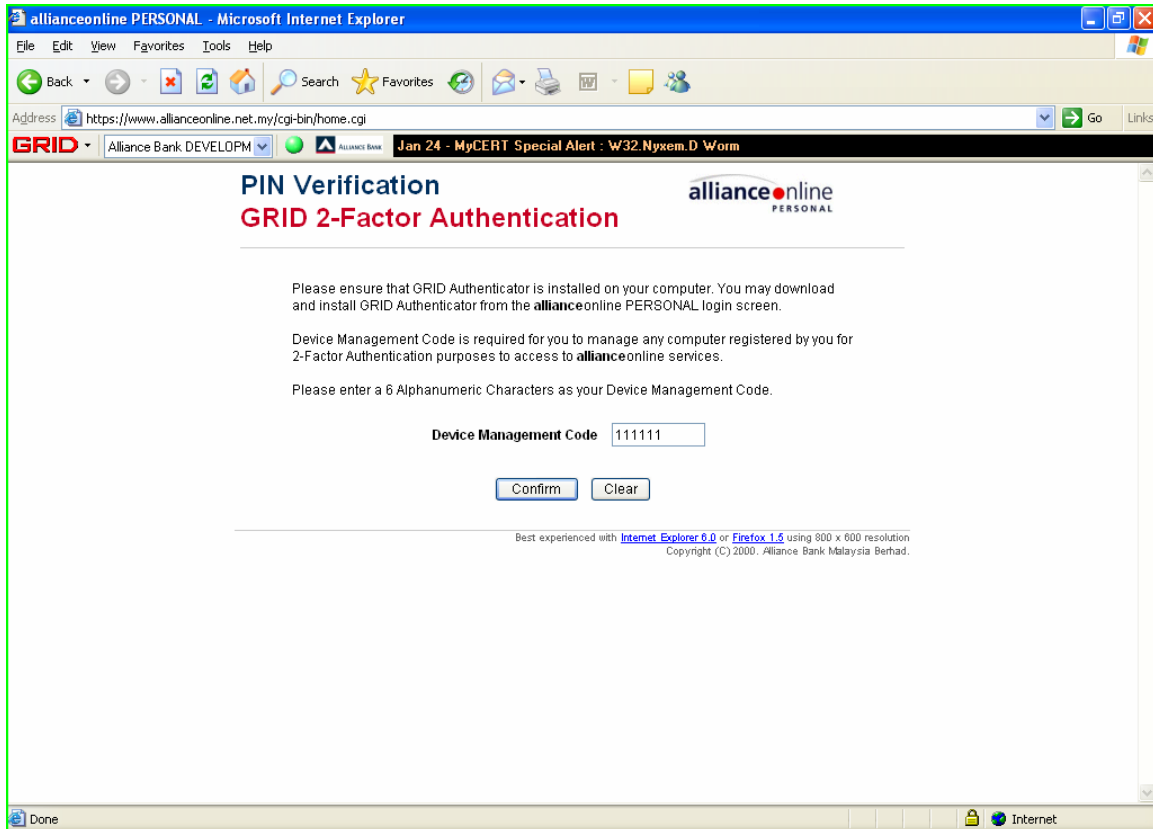 allianceonline PERSONAL - Microsoft Internet Explorer
File Edit View Favorites Tools Help
Back Search Favorites
Address https://www.allianceonline.net.my/cgi-bin/home.cgi Go Links
GRID Alliance Bank DEVELOPM ALLIANCE BANK Jan 24 - MyCERT Special Alert : W32.Nyxem.D Worm
PIN Verification
GRID 2-Factor Authentication
allianceonline
PERSONAL
Please ensure that GRID Authenticator is installed on your computer. You may download
and install GRID Authenticator from the allianceonline PERSONAL login screen.
Device Management Code is required for you to manage any computer registered by you for
2-Factor Authentication purposes to access to allianceonline services.
Please enter a 6 Alphanumeric Characters as your Device Management Code.
Device Management Code 111111
Confirm Clear
Best experienced with Internet Explorer 6.0 or Firefox 1.5 using 800 x 600 resolution
Copyright (C) 2000. Alliance Bank Malaysia Berhad.
Done Internet